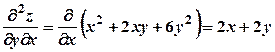 ∂²z/∂y∂x = ∂/∂x (x² + 2xy + 6y²) = 2x + 2y